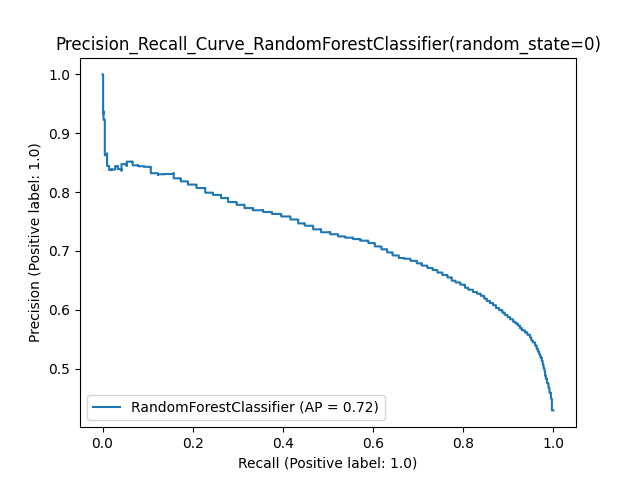 Precision_Recall_Curve_RandomForestClassifier(random_state=0)
1.0
0.9
0.8
0.7
0.6
0.5
Precision (Positive label: 1.0)
RandomForestClassifier (AP = 0.72)
0.0 0.2 0.4 0.6 0.8 1.0
Recall (Positive label: 1.0)